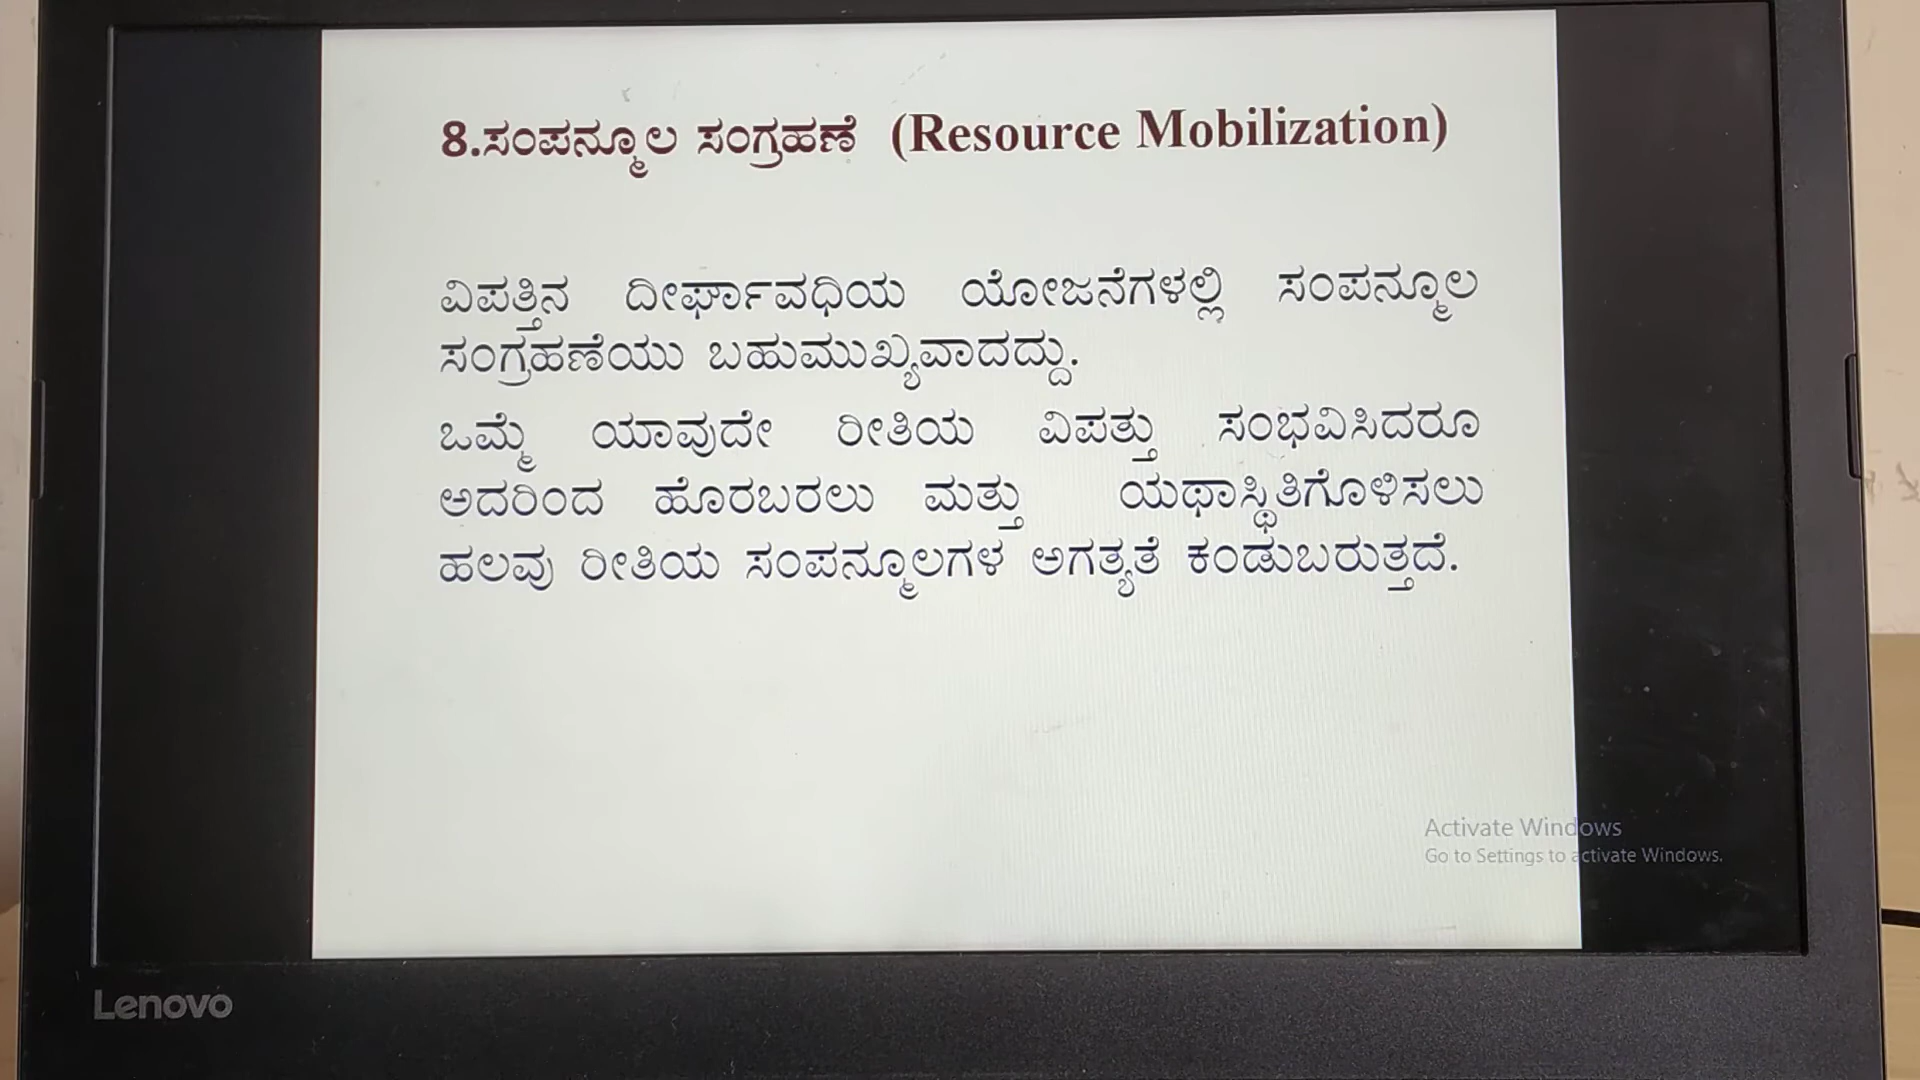 8.ಸಂಪನ್ಮೂಲ ಸಂಗ್ರಹಣೆ (Resource Mobilization)
ವಿಪತ್ತಿನ ದೀರ್ಘಾವಧಿಯ ಯೋಜನೆಗಳಲ್ಲಿ ಸಂಪನ್ಮೂಲ
ಸಂಗ್ರಹಣೆಯು ಬಹುಮುಖ್ಯವಾದದ್ದು.
ಒಮ್ಮೆ ಯಾವುದೇ ರೀತಿಯ ವಿಪತ್ತು ಸಂಭವಿಸಿದರೂ
ಅದರಿಂದ ಹೊರಬರಲು ಮತ್ತು ಯಥಾಸ್ಥಿತಿಗೊಳಿಸಲು
ಹಲವು ರೀತಿಯ ಸಂಪನ್ಮೂಲಗಳ ಅಗತ್ಯತೆ ಕಂಡುಬರುತ್ತದೆ.
Activate Windows
Go to Settings to activate Windows.
Lenovo